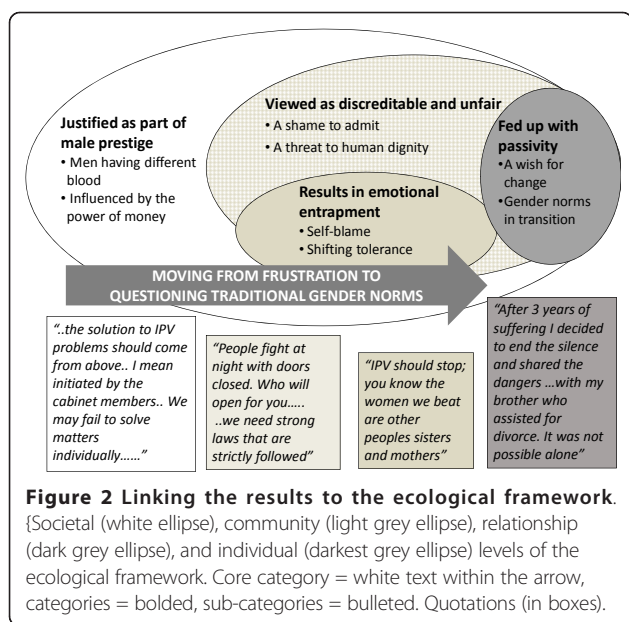 Viewed as discreditable and unfair
• A shame to admit
• A threat to human dignity
Justified as part of
male prestige
• Men having different
blood
• Influenced by the
power of money
Fed up with
passivity
• A wish for
change
• Gender norms
in transition
Results in emotional
entrapment
• Self-blame
• Shifting tolerance
MOVING FROM FRUSTRATION TO
QUESTIONING TRADITIONAL GENDER NORMS
“..the solution to IPV
problems should come
from above.. I mean
initiated by the
cabinet members.. We
may fail to solve
matters
individually……”
“People fight at
night with doors
closed. Who will
open for you…..
..we need strong
laws that are
strictly followed”
“IPV should stop;
you know the
women we beat
are other
peoples sisters
and mothers”
“After 3 years of
suffering I decided
to end the silence
and shared the
dangers …with my
brother who
assisted for
divorce. It was not
possible alone”
Figure 2 Linking the results to the ecological framework.
{Societal (white ellipse), community (light grey ellipse), relationship
(dark grey ellipse), and individual (darkest grey ellipse) levels of the
ecological framework. Core category = white text within the arrow,
categories = bolded, sub-categories = bulleted. Quotations (in boxes).